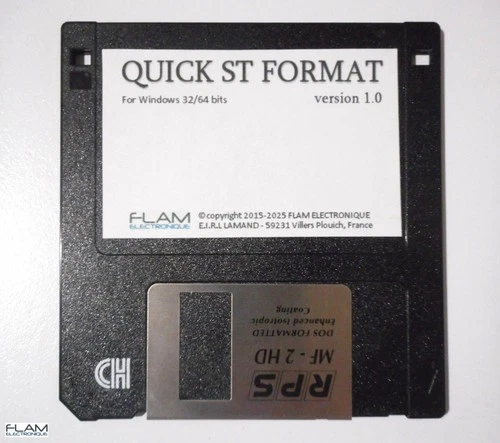 QUICK ST FORMAT
For Windows 32/64 bits version 1.0
FLAM ELECTRONIQUE
©copyright 2015-2025 FLAM ELECTRONIQUE
E.I.R.L LAMAND - 59231 Villers Plouich, France
RPS
MF - 2 HD
DOS FORMATTED
Enhanced Isotropic
Coating
CH
FLAM
ELECTRONIQUE